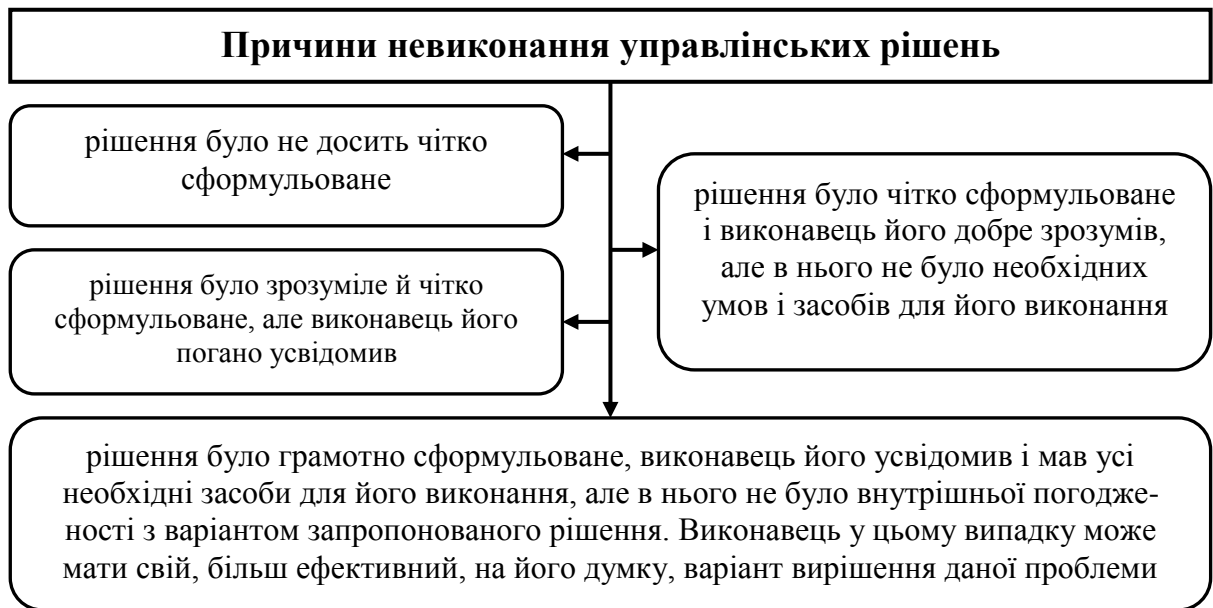 Причини невиконання управлінських рішень
рішення було не досить чітко
сформульоване
рішення було чітко сформульоване
і виконавець його добре зрозумів,
але в нього не було необхідних
умов і засобів для його виконання
рішення було зрозуміле й чітко
сформульоване, але виконавець його
погано усвідомив
рішення було грамотно сформульоване, виконавець його усвідомив і мав усі
необхідні засоби для його виконання, але в нього не було внутрішньої погодже-
ності з варіантом запропонованого рішення. Виконавець у цьому випадку може
мати свій, більш ефективний, на його думку, варіант вирішення даної проблеми